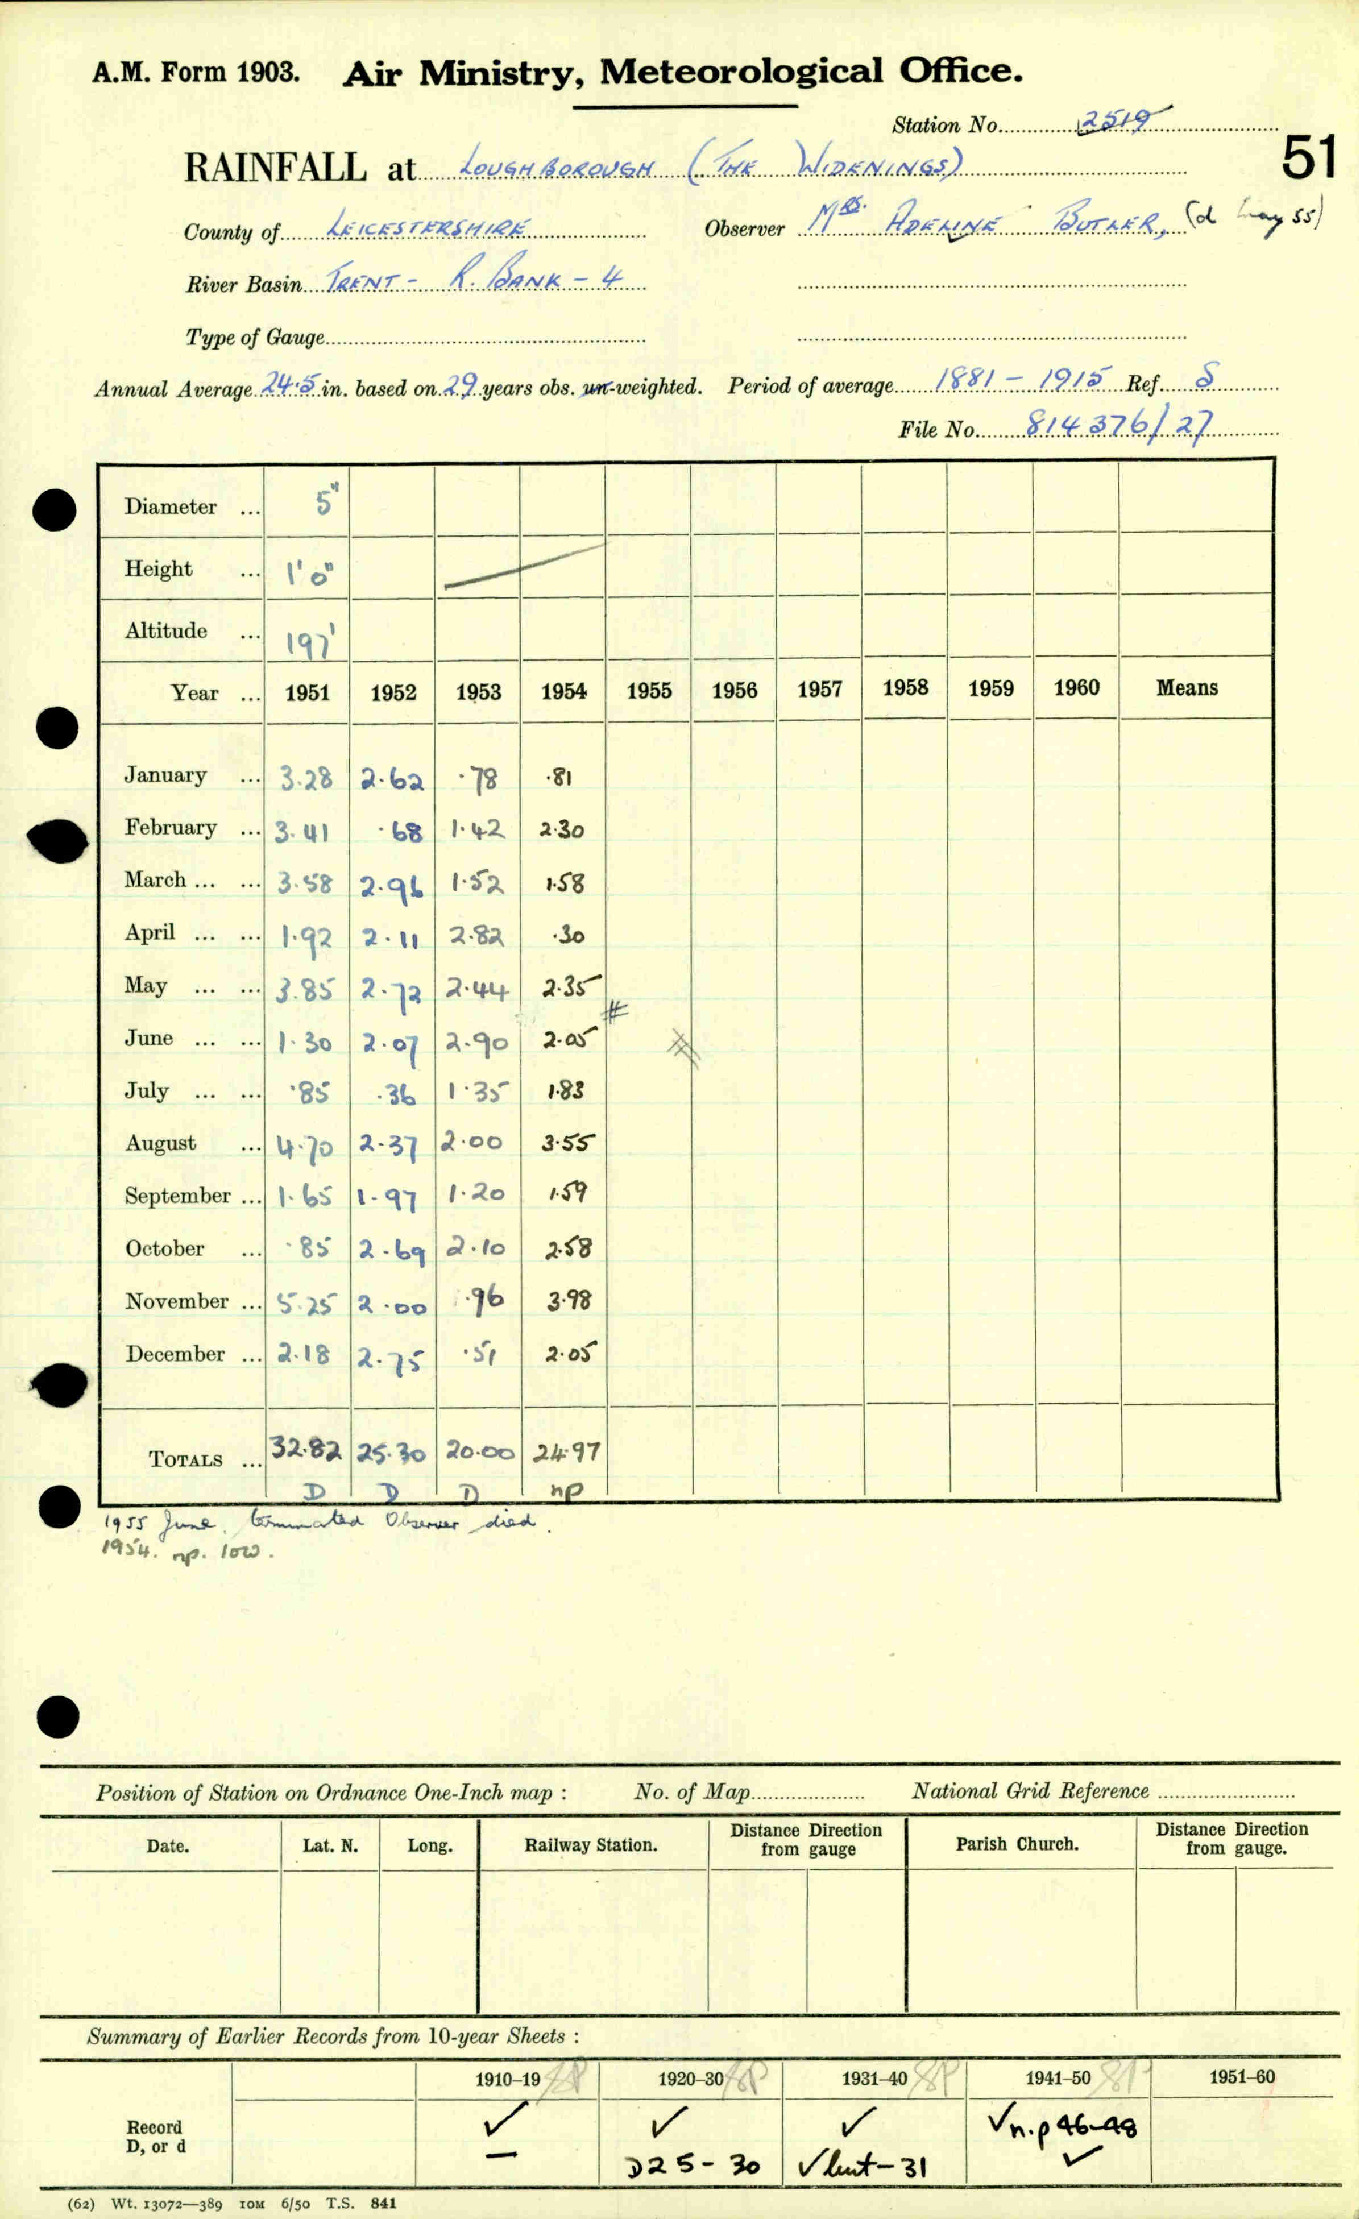 A.M. Form 1903. Air Ministry, Meteorological Office.
Station No. 2519
51
RAINFALL at LOUGHBOROUGH (THE WIDENINGS)
County of LEICESTERSHIRE Observer MRS. ADELINE BUTLER, (d May 55)
River Basin TRENT - R. BANK - 4
Type of Gauge
Annual Average 24.5 in. based on 29 years obs. un-weighted. Period of average 1881 - 1915 Ref. S
File No. 814376/27
Diameter ... 5"
Height ... 1' 0"
Altitude ... 197'
Year ... 1951 1952 1953 1954 1955 1956 1957 1958 1959 1960 Means
January ... 3.28 2.62 .78 .81
February ... 3.41 .68 1.42 2.30
March ... ... 3.58 2.96 1.52 1.58
April ... ... 1.92 2.11 2.82 .30
May ... ... 3.85 2.72 2.44 2.35
June ... ... 1.30 2.07 2.90 2.05
July ... ... .85 .36 1.35 1.83
August ... 4.70 2.37 2.00 3.55
September ... 1.65 1.97 1.20 1.59
October ... .85 2.69 2.10 2.58
November ... 5.25 2.00 .96 3.98
December ... 2.18 2.75 .51 2.05
TOTALS ... 32.82 25.30 20.00 24.97
D D D np
1955 June. terminated Observer died.
1954. np. low.
Position of Station on Ordnance One-Inch map : No. of Map National Grid Reference
Date. Lat. N. Long. Railway Station. Distance from Direction gauge Parish Church. Distance from Direction gauge.
Summary of Earlier Records from 10-year Sheets :
1910-19 1920-30 1931-40 1941-50 1951-60
Record ✓ ✓ ✓ ✓ n.p 46-48
D, or d — D25-30 ✓ but-31 ✓
(62) Wt. 13072—389 10M 6/50 T.S. 841